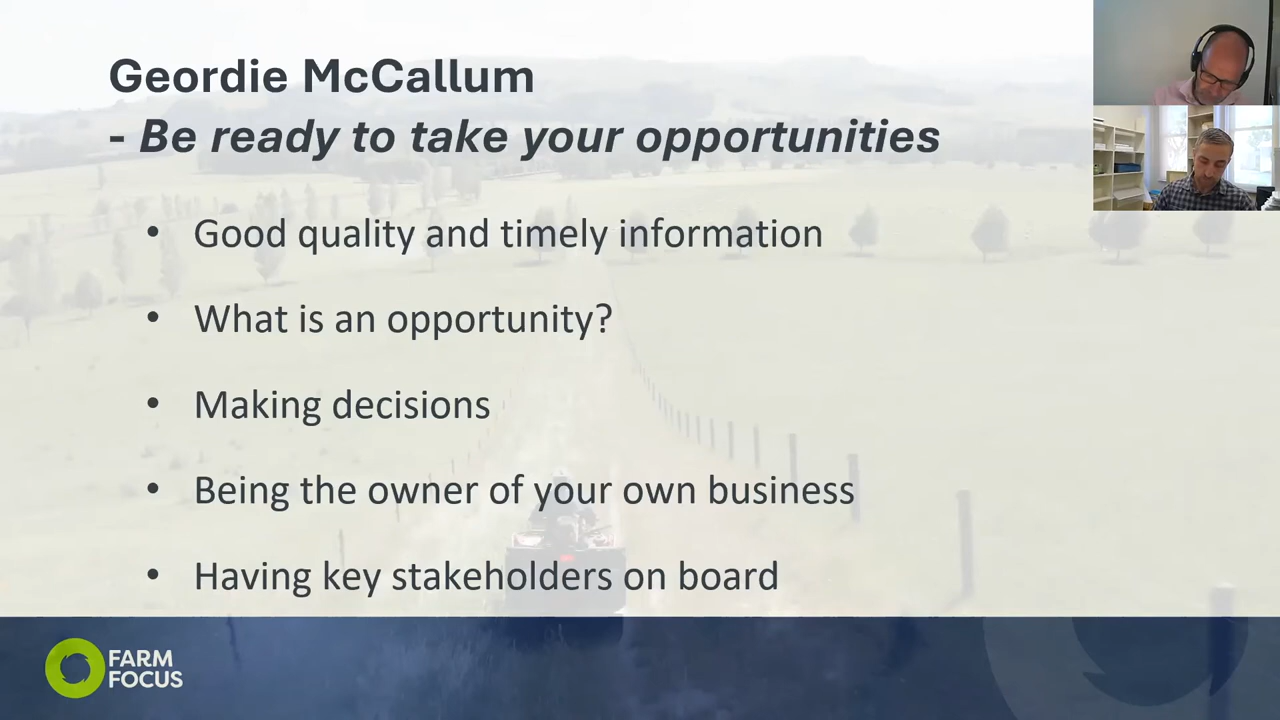 Geordie McCallum
- Be ready to take your opportunities
• Good quality and timely information
• What is an opportunity?
• Making decisions
• Being the owner of your own business
• Having key stakeholders on board
FARM
FOCUS